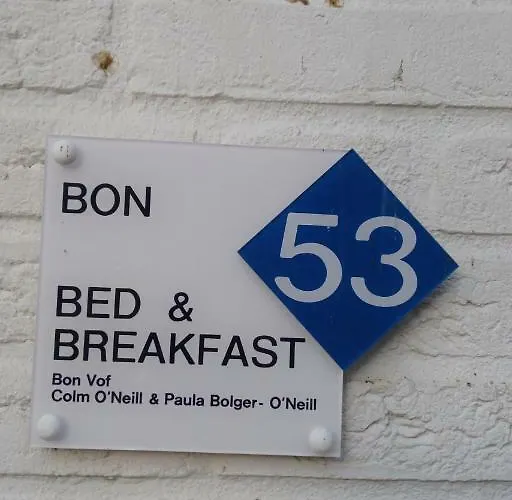 BON
53
BED &
BREAKFAST
Bon Vof
Colm O'Neill & Paula Bolger- O'Neill